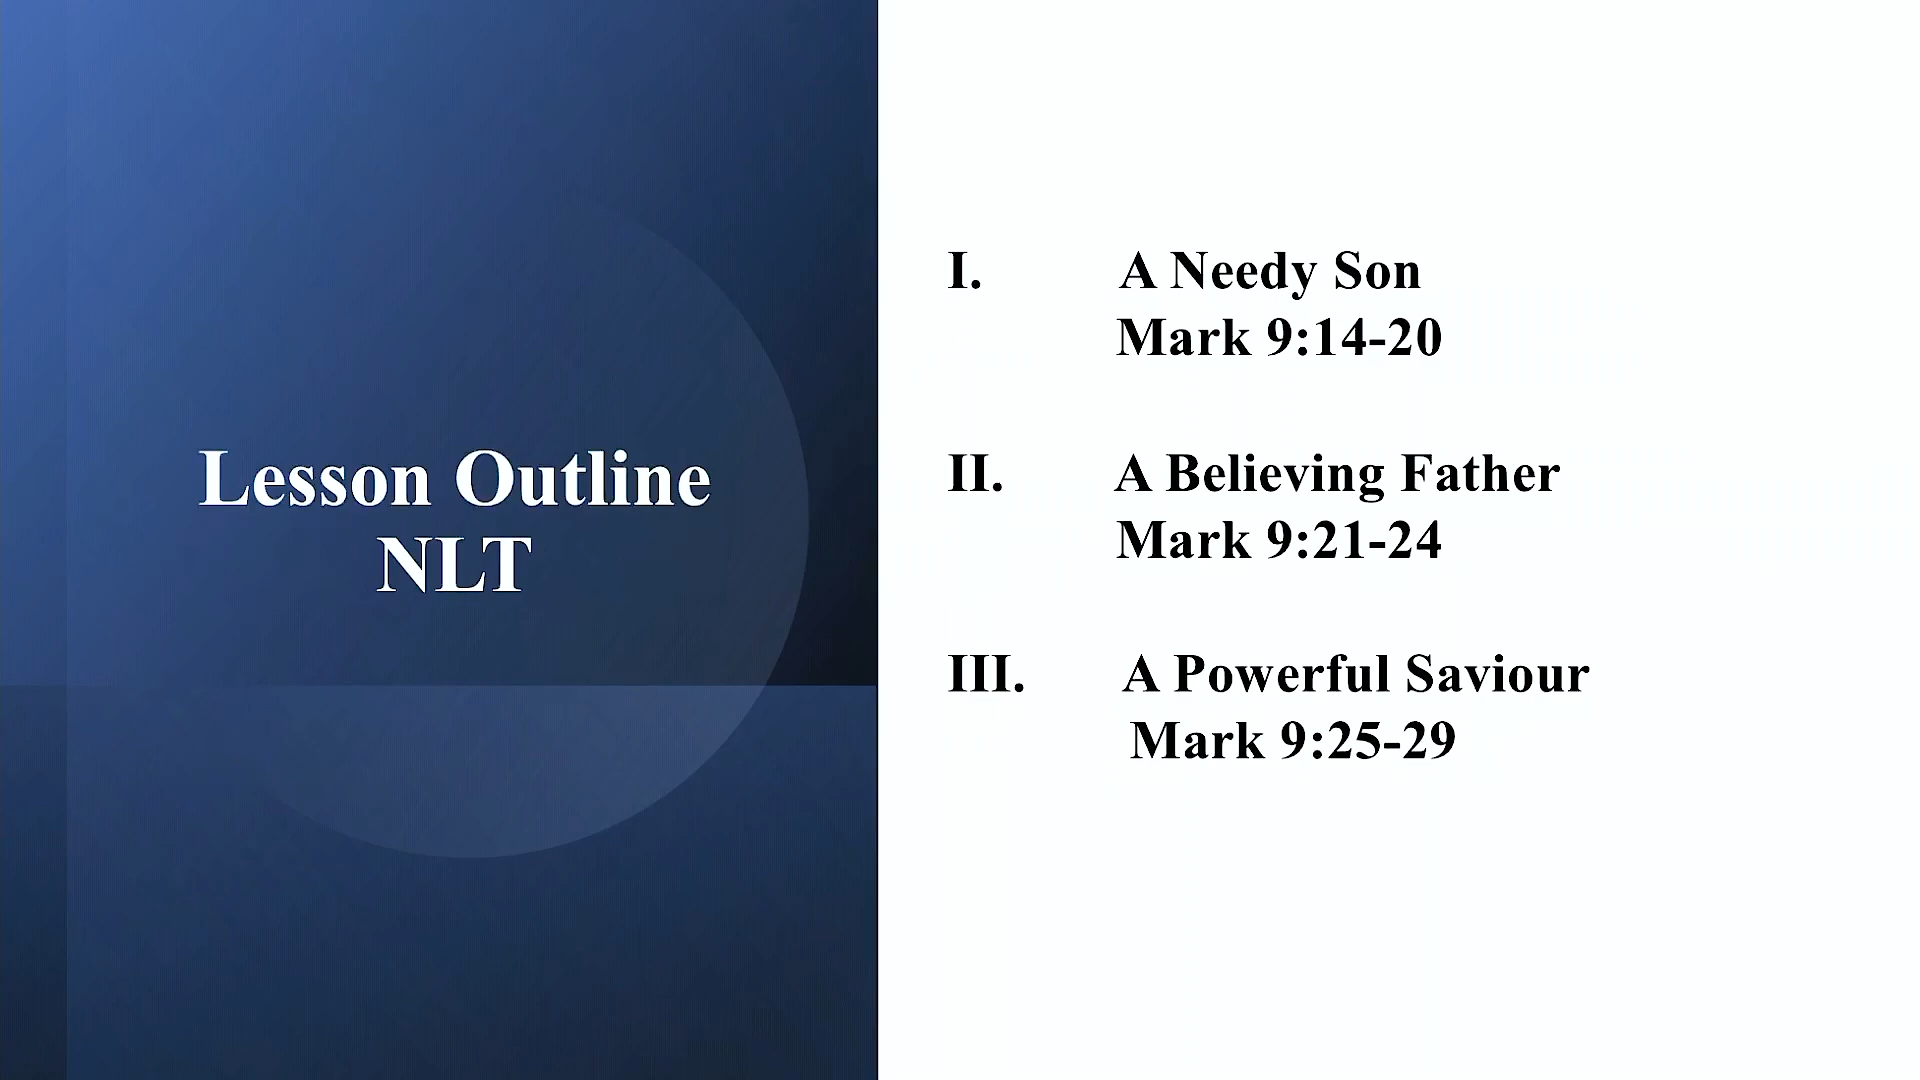 Lesson Outline
NLT
I. A Needy Son
Mark 9:14-20
II. A Believing Father
Mark 9:21-24
III. A Powerful Saviour
Mark 9:25-29